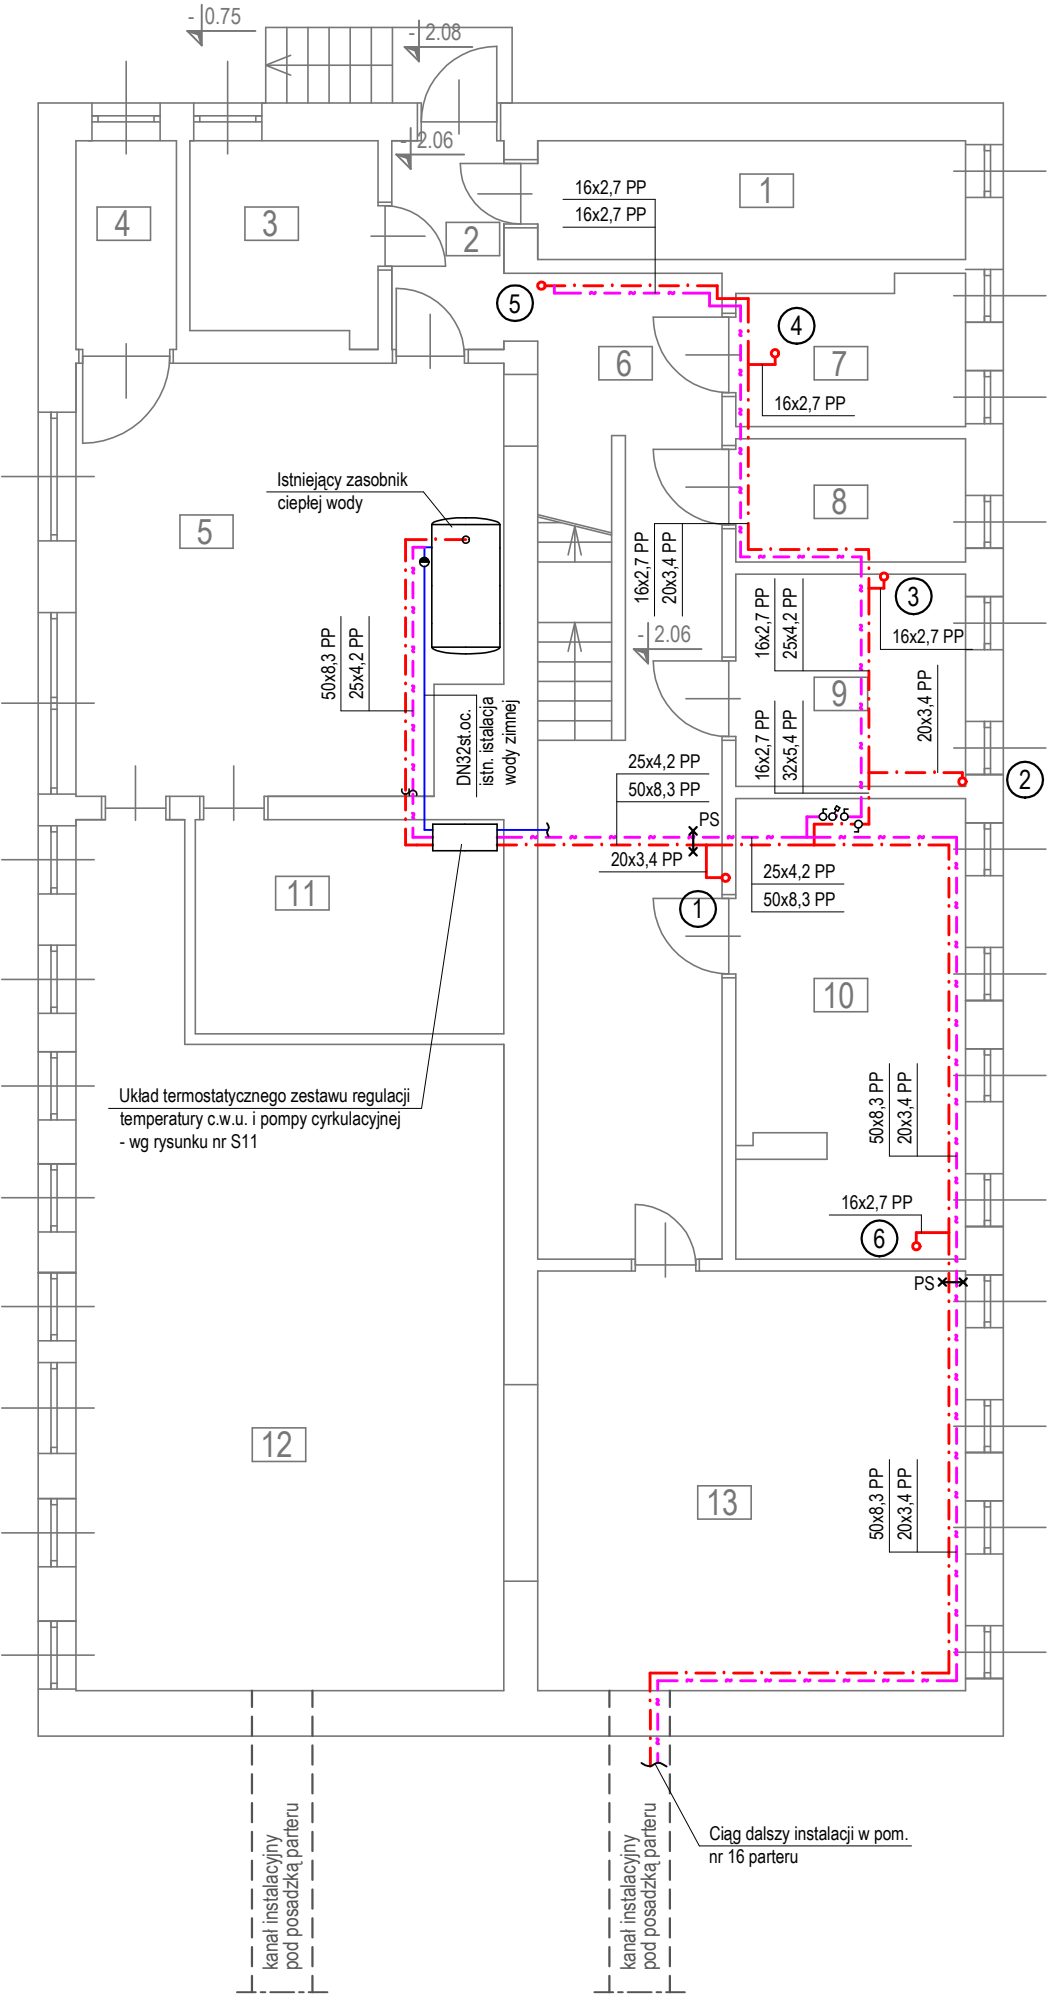 - 0.75
- 2.08
- 2.06
1
16x2,7 PP
16x2,7 PP
4
3
2
5
4
6
7
16x2,7 PP
Istniejący zasobnik
ciepłej wody
5
8
16x2,7 PP
20x3,4 PP
3
16x2,7 PP
25x4,2 PP
16x2,7 PP
- 2.06
50x8,3 PP
25x4,2 PP
9
20x3,4 PP
DN32st.oc.
istn. istalacja
wody zimnej
16x2,7 PP
32x5,4 PP
25x4,2 PP
50x8,3 PP
2
PS
20x3,4 PP
25x4,2 PP
50x8,3 PP
11
1
10
Układ termostatycznego zestawu regulacji
temperatury c.w.u. i pompy cyrkulacyjnej
- wg rysunku nr S11
50x8,3 PP
20x3,4 PP
16x2,7 PP
6
PS
12
13
50x8,3 PP
20x3,4 PP
Ciąg dalszy instalacji w pom.
nr 16 parteru
kanał instalacyjny
pod posadzką parteru
kanał instalacyjny
pod posadzką parteru